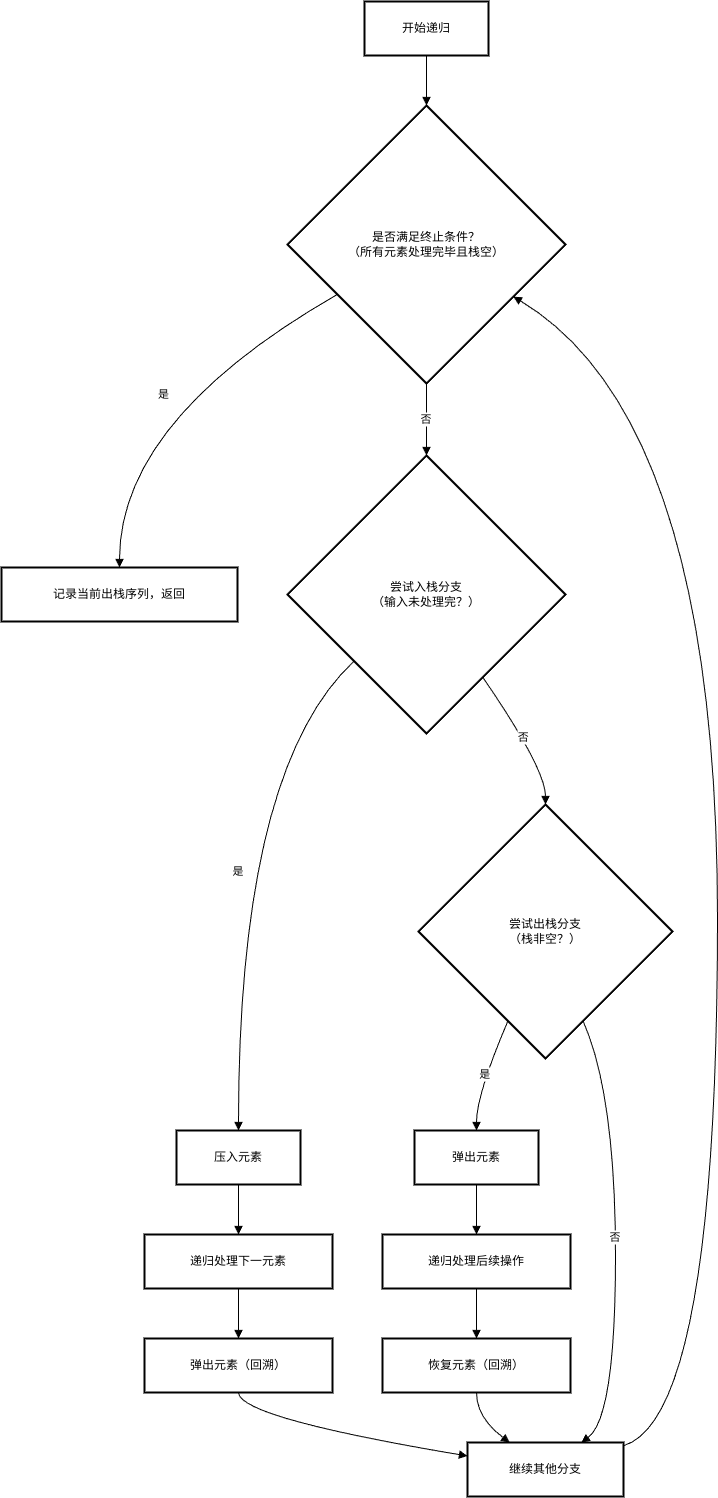 开始递归
是否满足终止条件？
（所有元素处理完毕且栈空）
是
否
记录当前出栈序列，返回
尝试入栈分支
（输入未处理完？）
否
是
尝试出栈分支
（栈非空？）
是
压入元素
弹出元素
否
递归处理下一元素
递归处理后续操作
弹出元素（回溯）
恢复元素（回溯）
继续其他分支